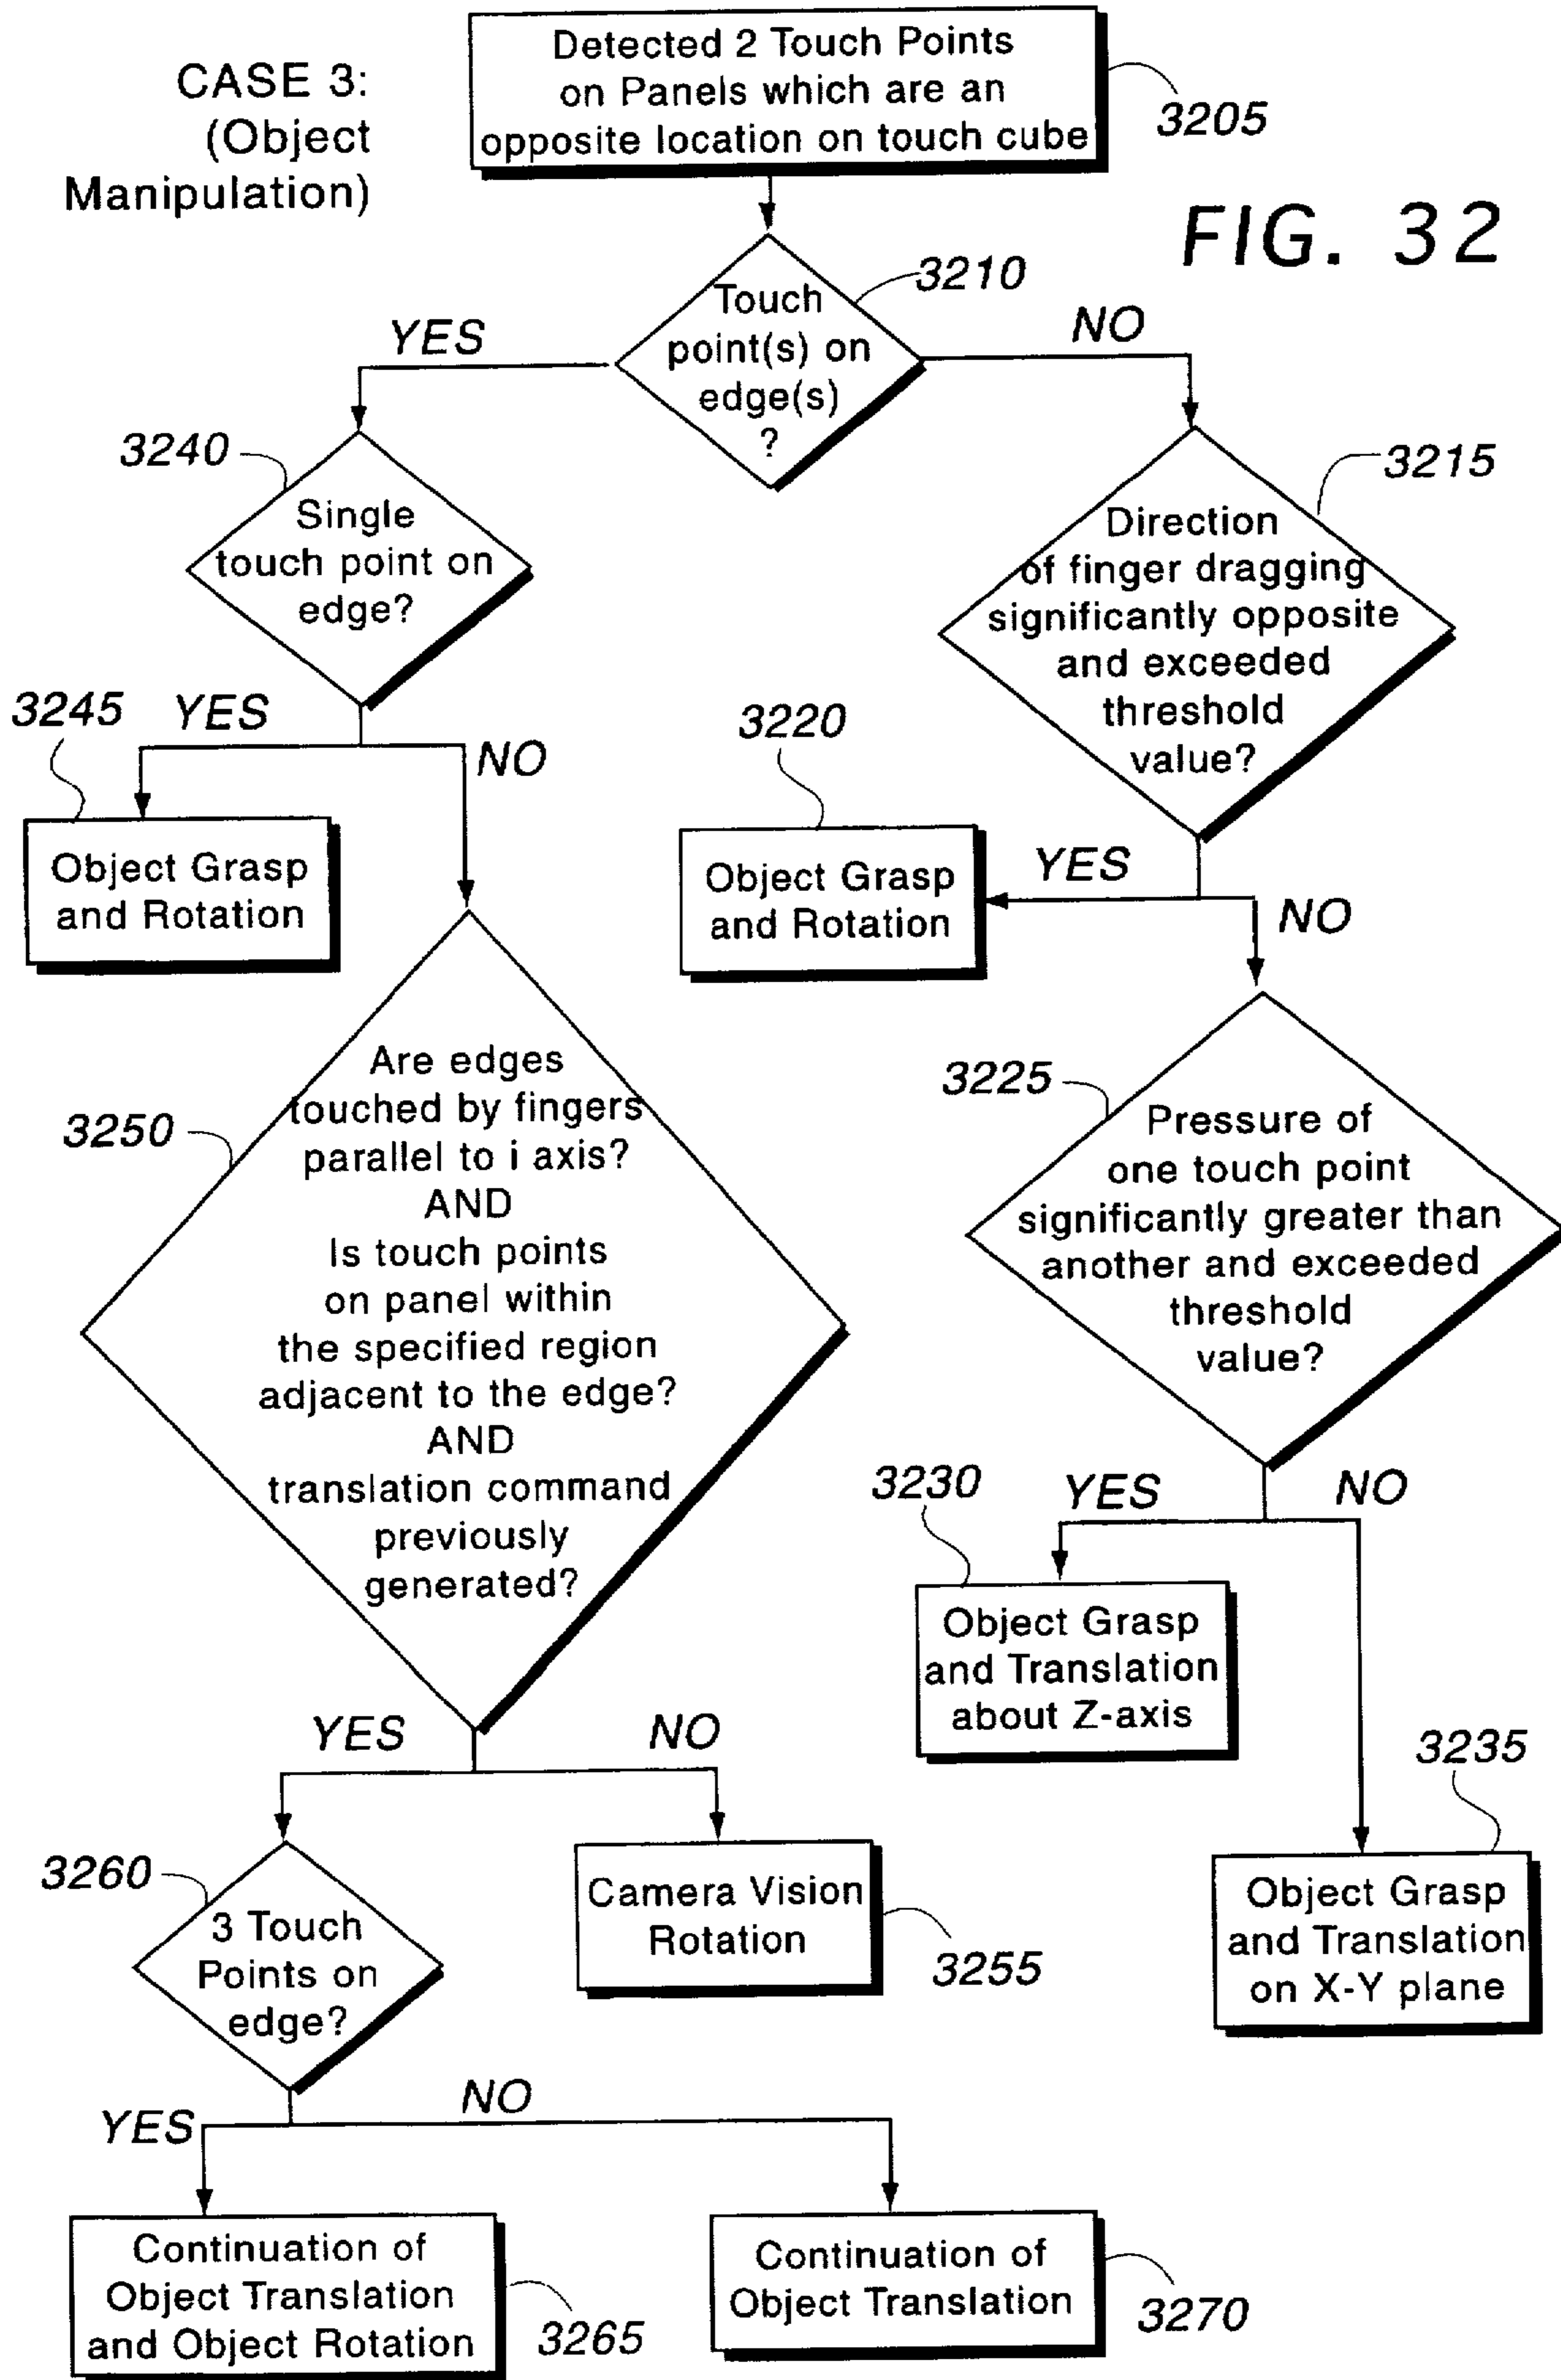 CASE 3:
(Object
Manipulation)
Detected 2 Touch Points
on Panels which are an
opposite location on touch cube
3205
FIG. 32
3210
Touch
point(s) on
edge(s)
?
YES
NO
3240
Single
touch point on
edge?
3215
Direction
of finger dragging
significantly opposite
and exceeded
threshold
value?
3245
YES
NO
Object Grasp
and Rotation
3220
YES
NO
Object Grasp
and Rotation
3250
Are edges
touched by fingers
parallel to i axis?
AND
Is touch points
on panel within
the specified region
adjacent to the edge?
AND
translation command
previously
generated?
3225
Pressure of
one touch point
significantly greater than
another and exceeded
threshold
value?
3230
YES
NO
Object Grasp
and Translation
about Z-axis
3235
Object Grasp
and Translation
on X-Y plane
YES
NO
3260
3 Touch
Points on
edge?
Camera Vision
Rotation
3255
YES
NO
Continuation of
Object Translation
and Object Rotation
3265
Continuation of
Object Translation
3270